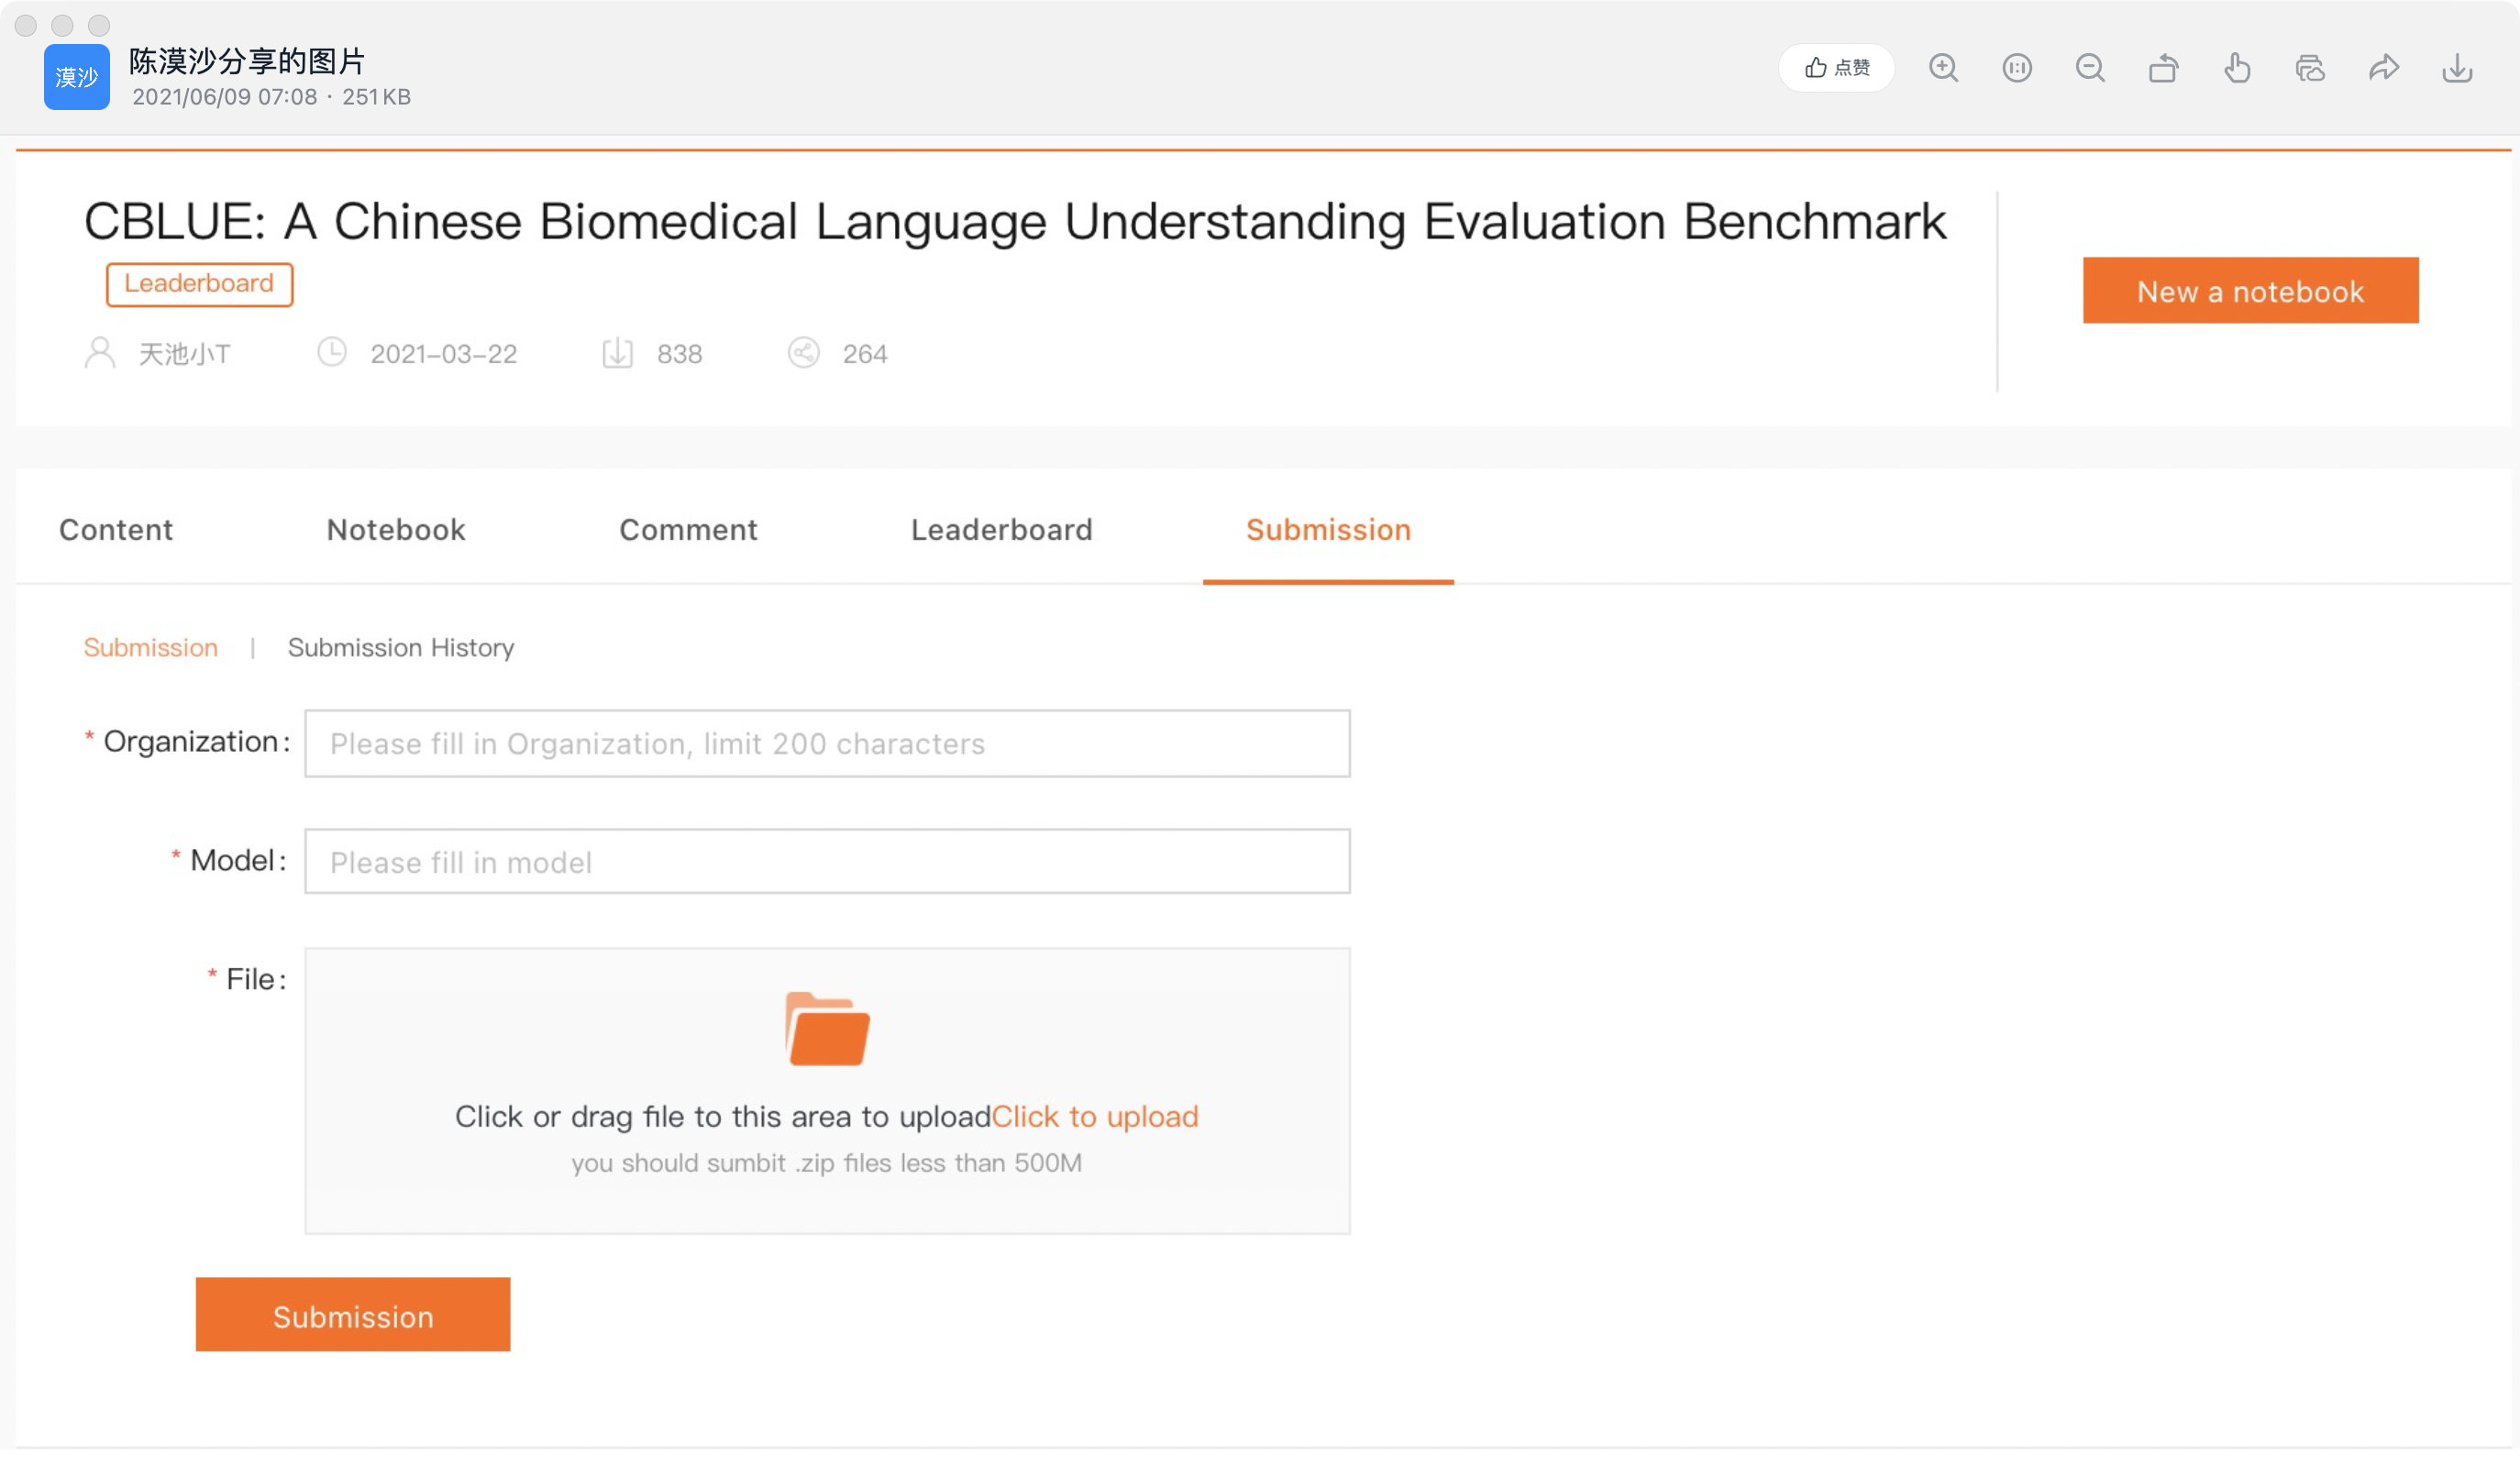 漠沙
陈漠沙分享的图片
2021/06/09 07:08 · 251KB
点赞
CBLUE: A Chinese Biomedical Language Understanding Evaluation Benchmark
Leaderboard
New a notebook
天池小T 2021-03-22 838 264
Content Notebook Comment Leaderboard Submission
Submission | Submission History
* Organization: Please fill in Organization, limit 200 characters
* Model: Please fill in model
* File:
Click or drag file to this area to uploadClick to upload
you should sumbit .zip files less than 500M
Submission